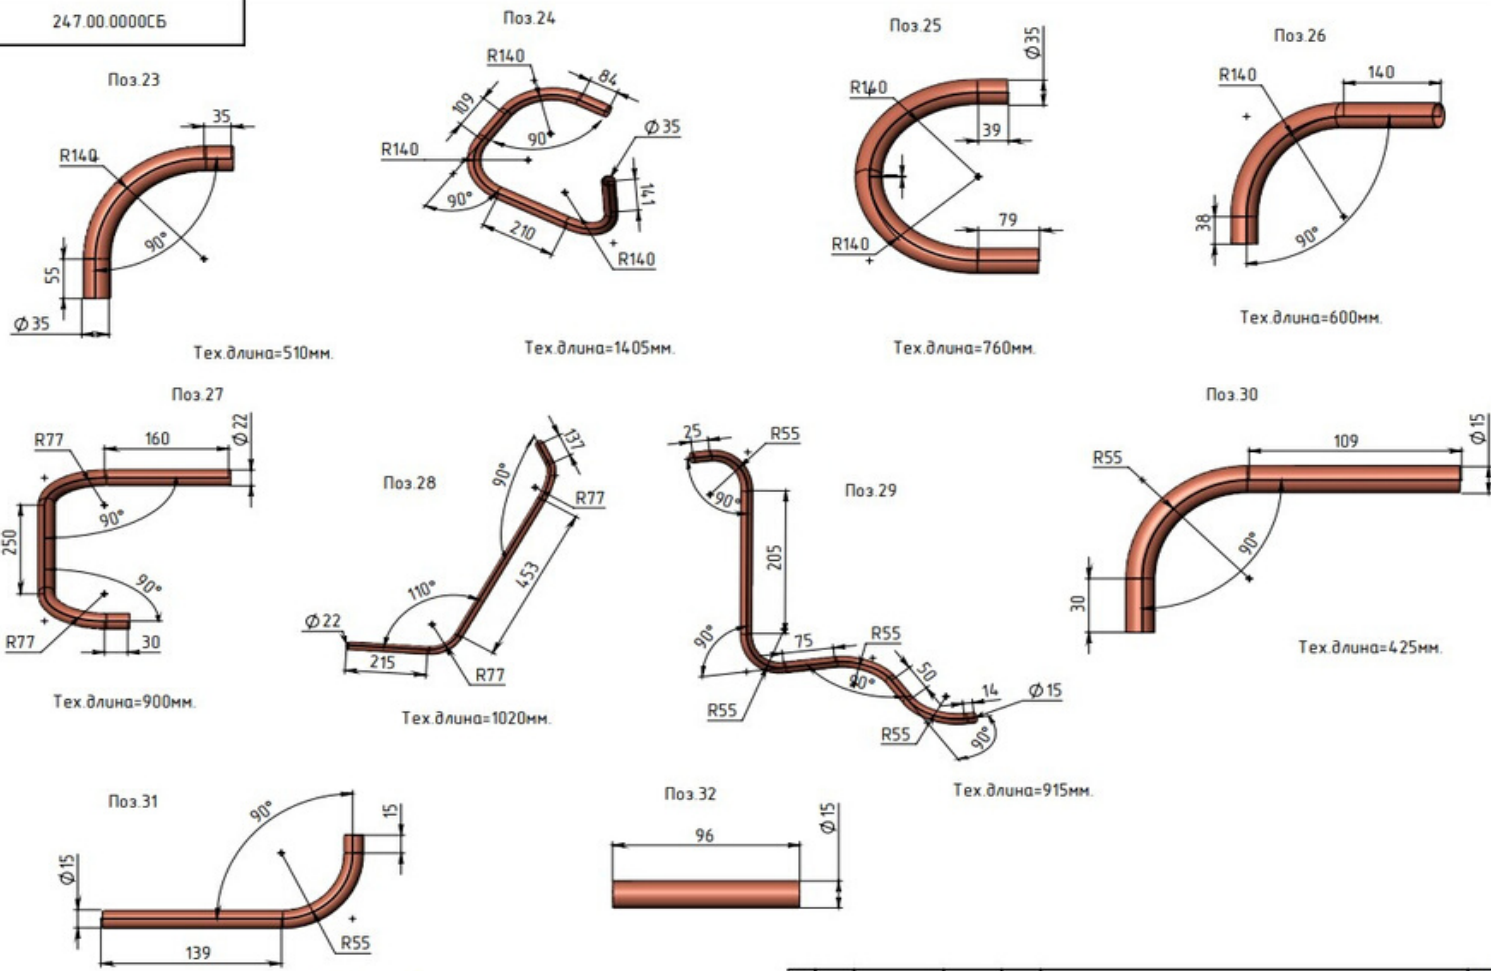 247.00.0000СБ
Поз.23
35
R140
90°
55
Ø35
Тех.длина=510мм.
Поз.24
R140
84
109
90°
Ø35
R140
141
90°
210
R140
Тех.длина=1405мм.
Поз.25
Ø35
R140
39
79
R140
Тех.длина=760мм.
Поз.26
R140
140
38
90°
Тех.длина=600мм.
Поз.27
R77
160
Ø22
90°
250
90°
R77
30
Тех.длина=900мм.
Поз.28
137
90°
R77
453
110°
Ø22
215
R77
Тех.длина=1020мм.
Поз.29
25
R55
90°
205
90°
75
R55
90°
50
14
Ø15
R55
R55
90°
Тех.длина=915мм.
Поз.30
109
Ø15
R55
90°
30
Тех.длина=425мм.
Поз.31
90°
15
Ø15
R55
139
Поз.32
96
Ø15